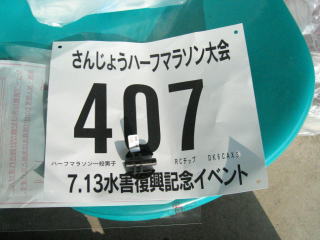 さんじょうハーフマラソン大会
407
ハーフマラソン一般男子 RCチップ DK6CAXS
7.13水害復興記念イベント